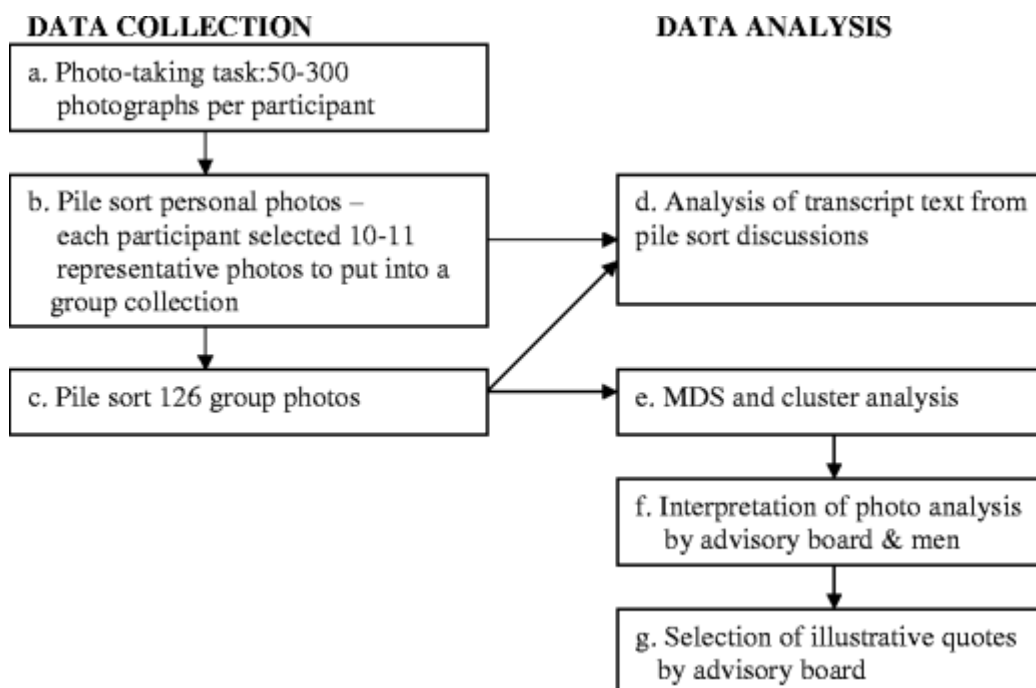 DATA COLLECTION
a. Photo-taking task:50-300
photographs per participant
b. Pile sort personal photos –
each participant selected 10-11
representative photos to put into a
group collection
c. Pile sort 126 group photos
DATA ANALYSIS
d. Analysis of transcript text from
pile sort discussions
e. MDS and cluster analysis
f. Interpretation of photo analysis
by advisory board & men
g. Selection of illustrative quotes
by advisory board